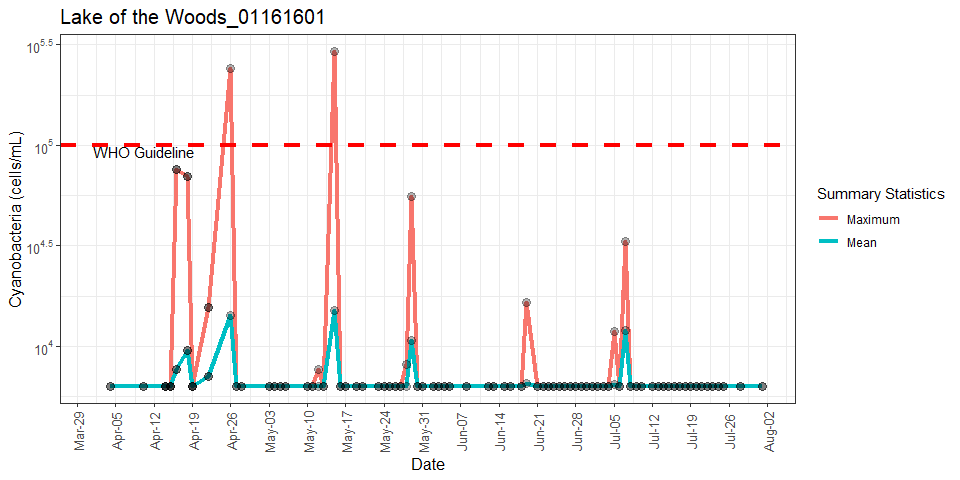 Lake of the Woods_01161601
Cyanobacteria (cells/mL)
10^5.5
10^5
10^4.5
10^4
WHO Guideline
Mar-29
Apr-05
Apr-12
Apr-19
Apr-26
May-03
May-10
May-17
May-24
May-31
Jun-07
Jun-14
Jun-21
Jun-28
Jul-05
Jul-12
Jul-19
Jul-26
Aug-02
Date
Summary Statistics
Maximum
Mean